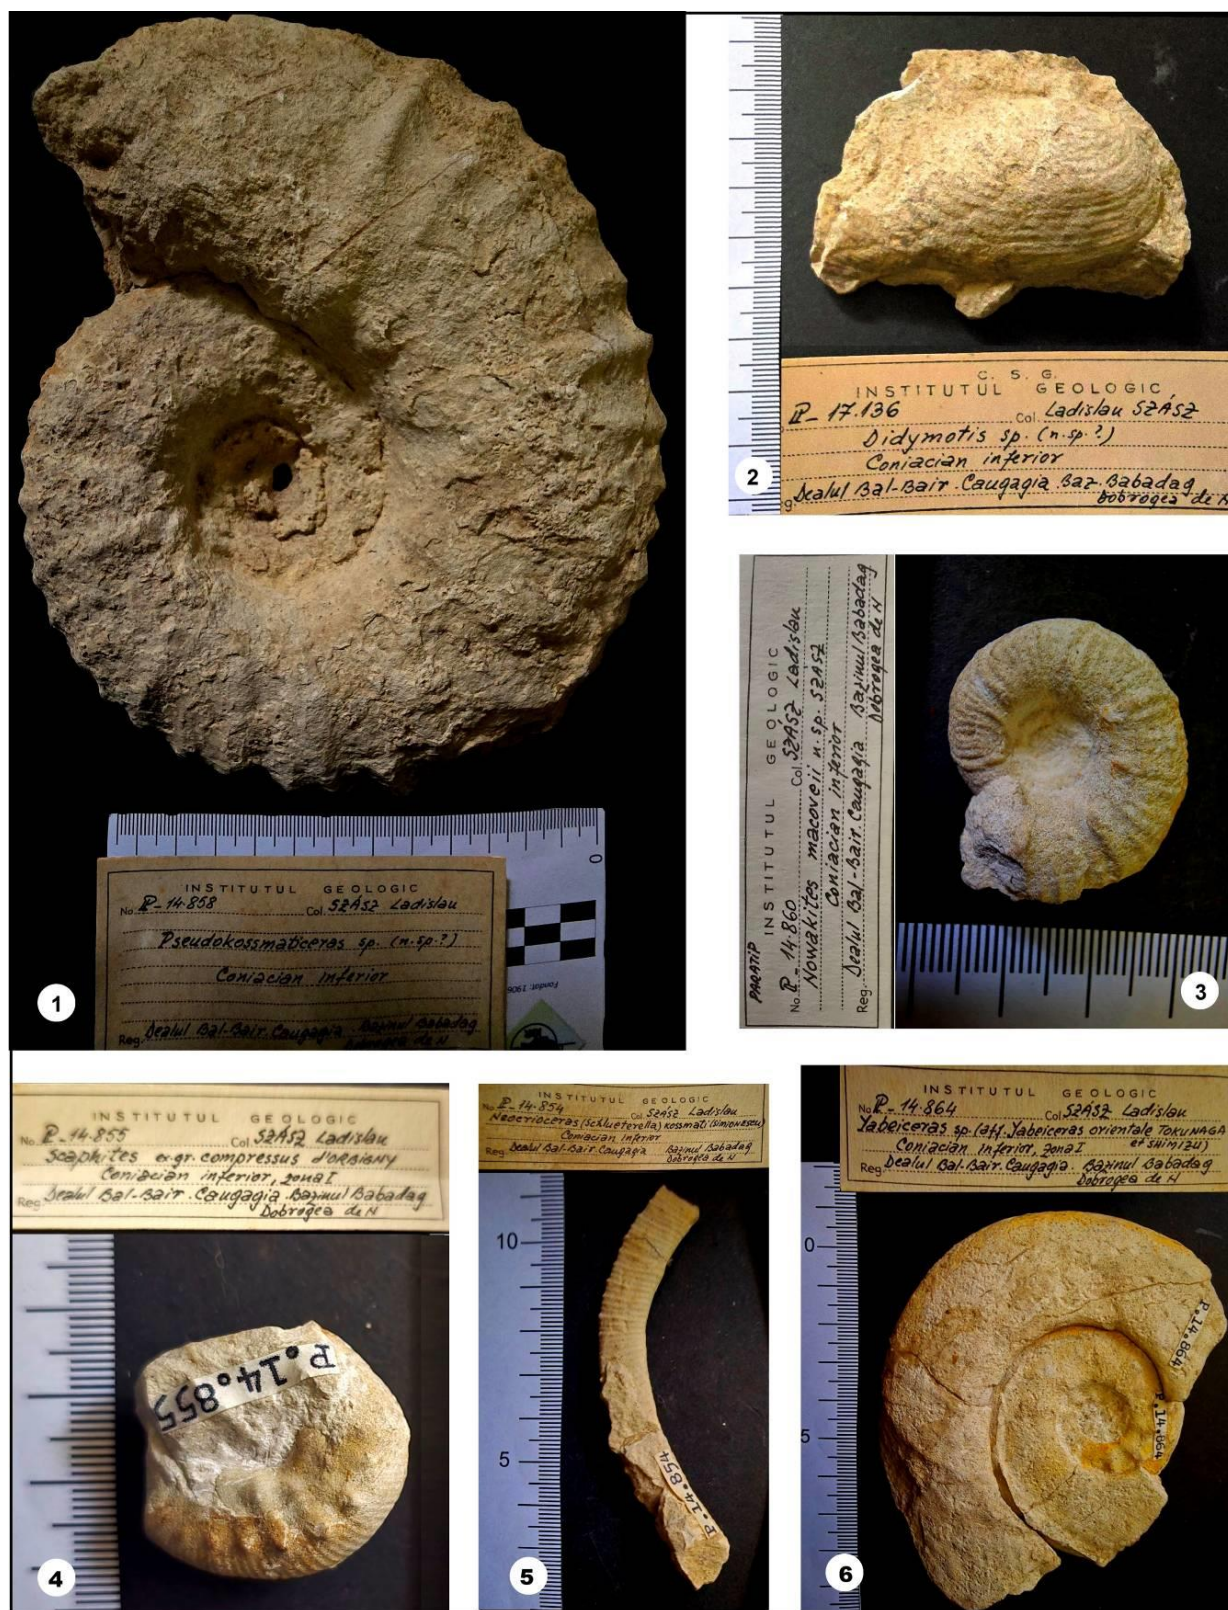 0
Fondat: 1906
INSTITUTUL GEOLOGIC
No. P-14.858 Col. SZÁSZ Ladislau
Pseudokossmaticeras sp. (n.sp.?)
Coniacian inferior
Reg. Dealul Bal-Bair. Caugagia. Bazinul Babadag
Dobrogea de N
1
C. S. G.
INSTITUTUL GEOLOGIC
P- 17.136 Col. Ladislau SZÁSZ
Didymotis sp. (n.sp.?)
Coniacian inferior
Dealul Bal-Bair. Caugagia Baz. Babadag
Dobrogea de N
2
PARATIP
INSTITUTUL GEOLOGIC
No. P-14.860 Col. SZÁSZ Ladislau
Nowakites macoveii n. sp. SZÁSZ
Coniacian inferior
Reg. Dealul Bal-Bair. Caugagia Bazinul Babadag
Dobrogea de N
3
INSTITUTUL GEOLOGIC
No. P-14.855 Col. SZÁSZ Ladislau
Scaphites ex.gr. compressus d'ORBIGNY
Coniacian inferior, zona I
Reg. Dealul Bal-Bair. Caugagia. Bazinul Babadag
Dobrogea de N
P.14.855
4
INSTITUTUL GEOLOGIC
No. P-14.854 Col. SZÁSZ Ladislau
Neocrioceras (Schlueterella) kossmati (SIMIONESCU)
Coniacian inferior
Reg. Dealul Bal-Bair. Caugagia Bazinul Babadag
Dobrogea de N
10
5
P.14.854
5
INSTITUTUL GEOLOGIC
No. P-14.864 Col. SZÁSZ Ladislau
Yabeiceras sp. (aff. Yabeiceras orientale TOKUNAGA
et SHIMIZU)
Coniacian inferior, zona I
Reg. Dealul Bal-Bair. Caugagia. Bazinul Babadag
Dobrogea de N
0
5
P.14.864
P.14.864
6